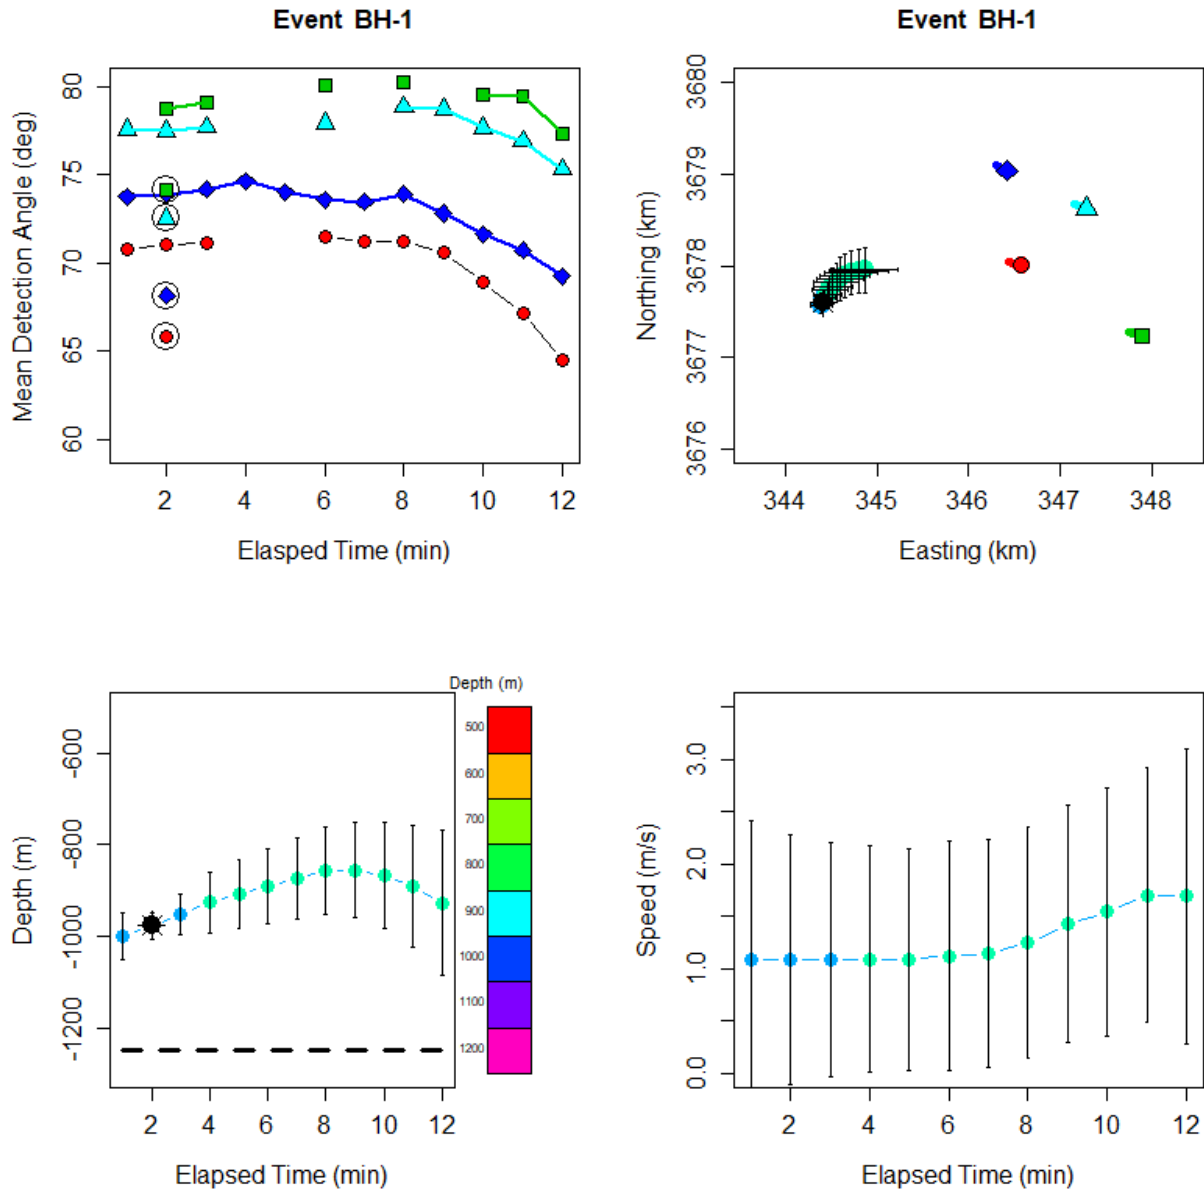 Event BH-1
Event BH-1
Mean Detection Angle (deg)
80
75
70
65
60
2 4 6 8 10 12
Elasped Time (min)
Northing (km)
3680
3679
3678
3677
3676
344 345 346 347 348
Easting (km)
Depth (m)
-600
-800
-1000
-1200
2 4 6 8 10 12
Elapsed Time (min)
Depth (m)
500
600
700
800
900
1000
1100
1200
Speed (m/s)
3.0
2.0
1.0
0.0
2 4 6 8 10 12
Elapsed Time (min)